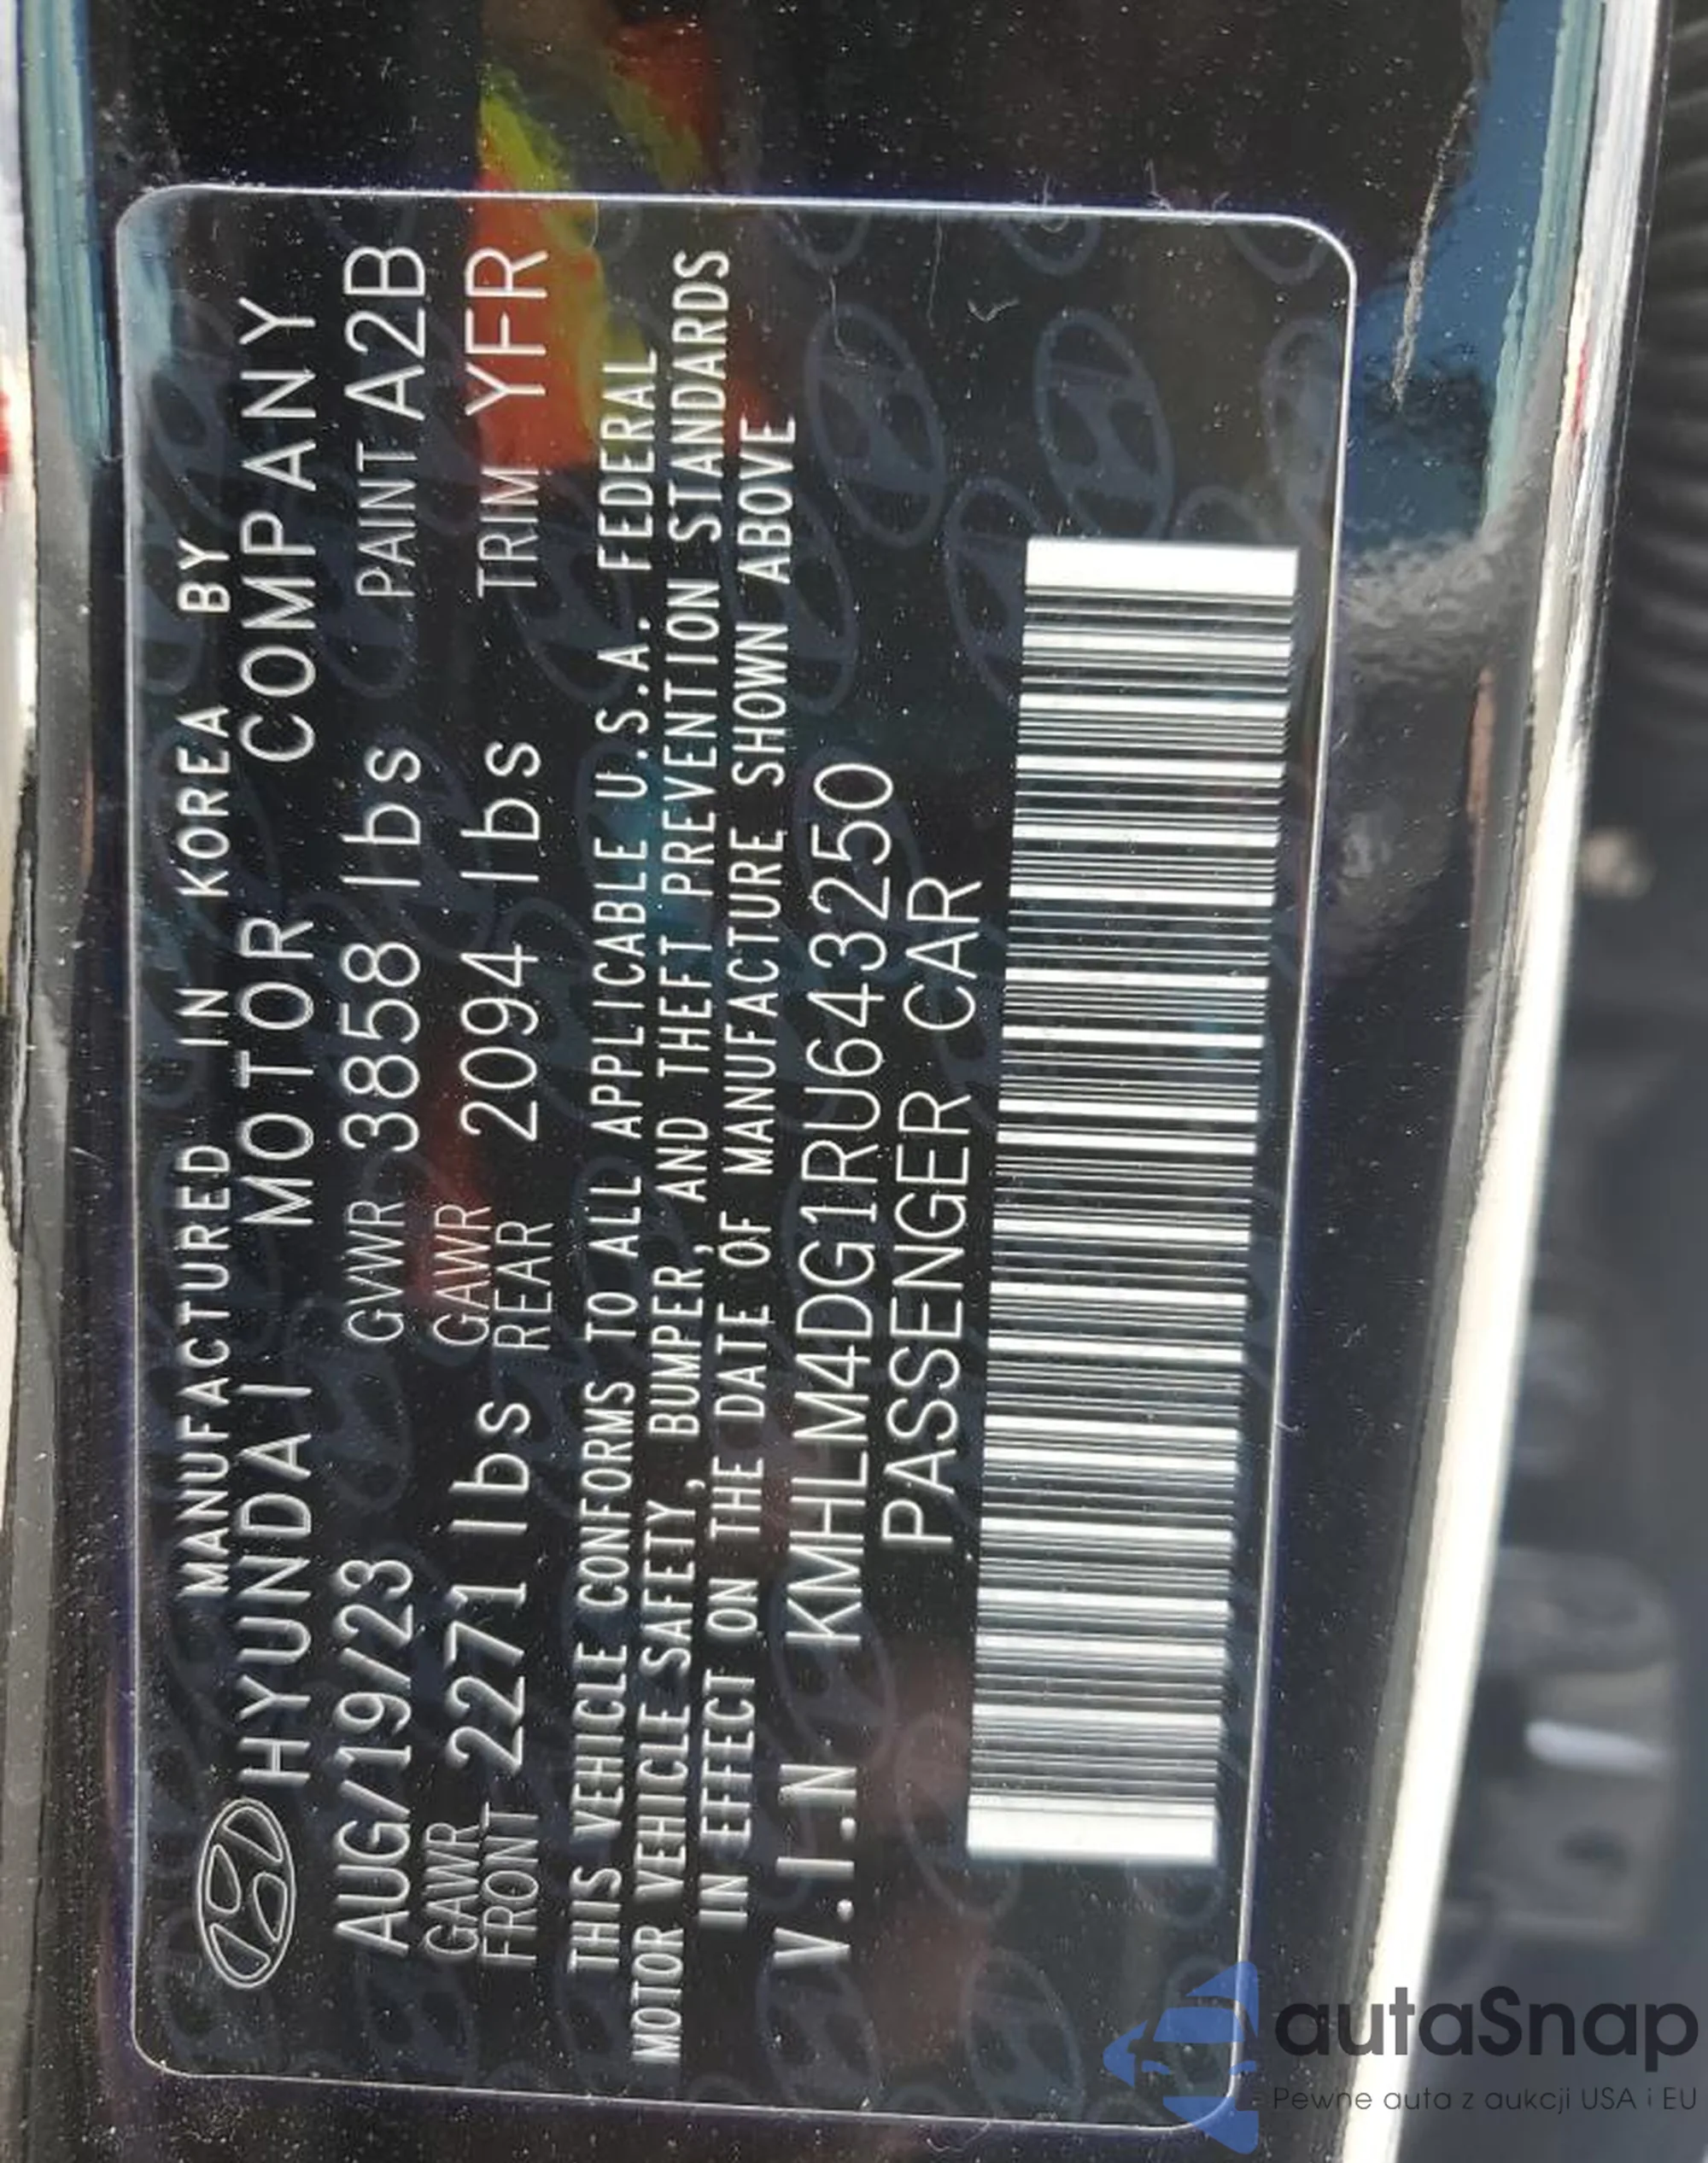 MANUFACTURED IN KOREA BY
HYUNDAI MOTOR COMPANY
AUG/19/23 GVWR 3858 lbs PAINT A2B
GAWR FRONT 2271 lbs GAWR REAR 2094 lbs TRIM YFR
THIS VEHICLE CONFORMS TO ALL APPLICABLE U.S.A. FEDERAL
MOTOR VEHICLE SAFETY, BUMPER, AND THEFT PREVENTION STANDARDS
IN EFFECT ON THE DATE OF MANUFACTURE SHOWN ABOVE
V.I.N. KMHLM4DG1RU643250
PASSENGER CAR
autaSnap
Pewne auta z aukcji USA i EU